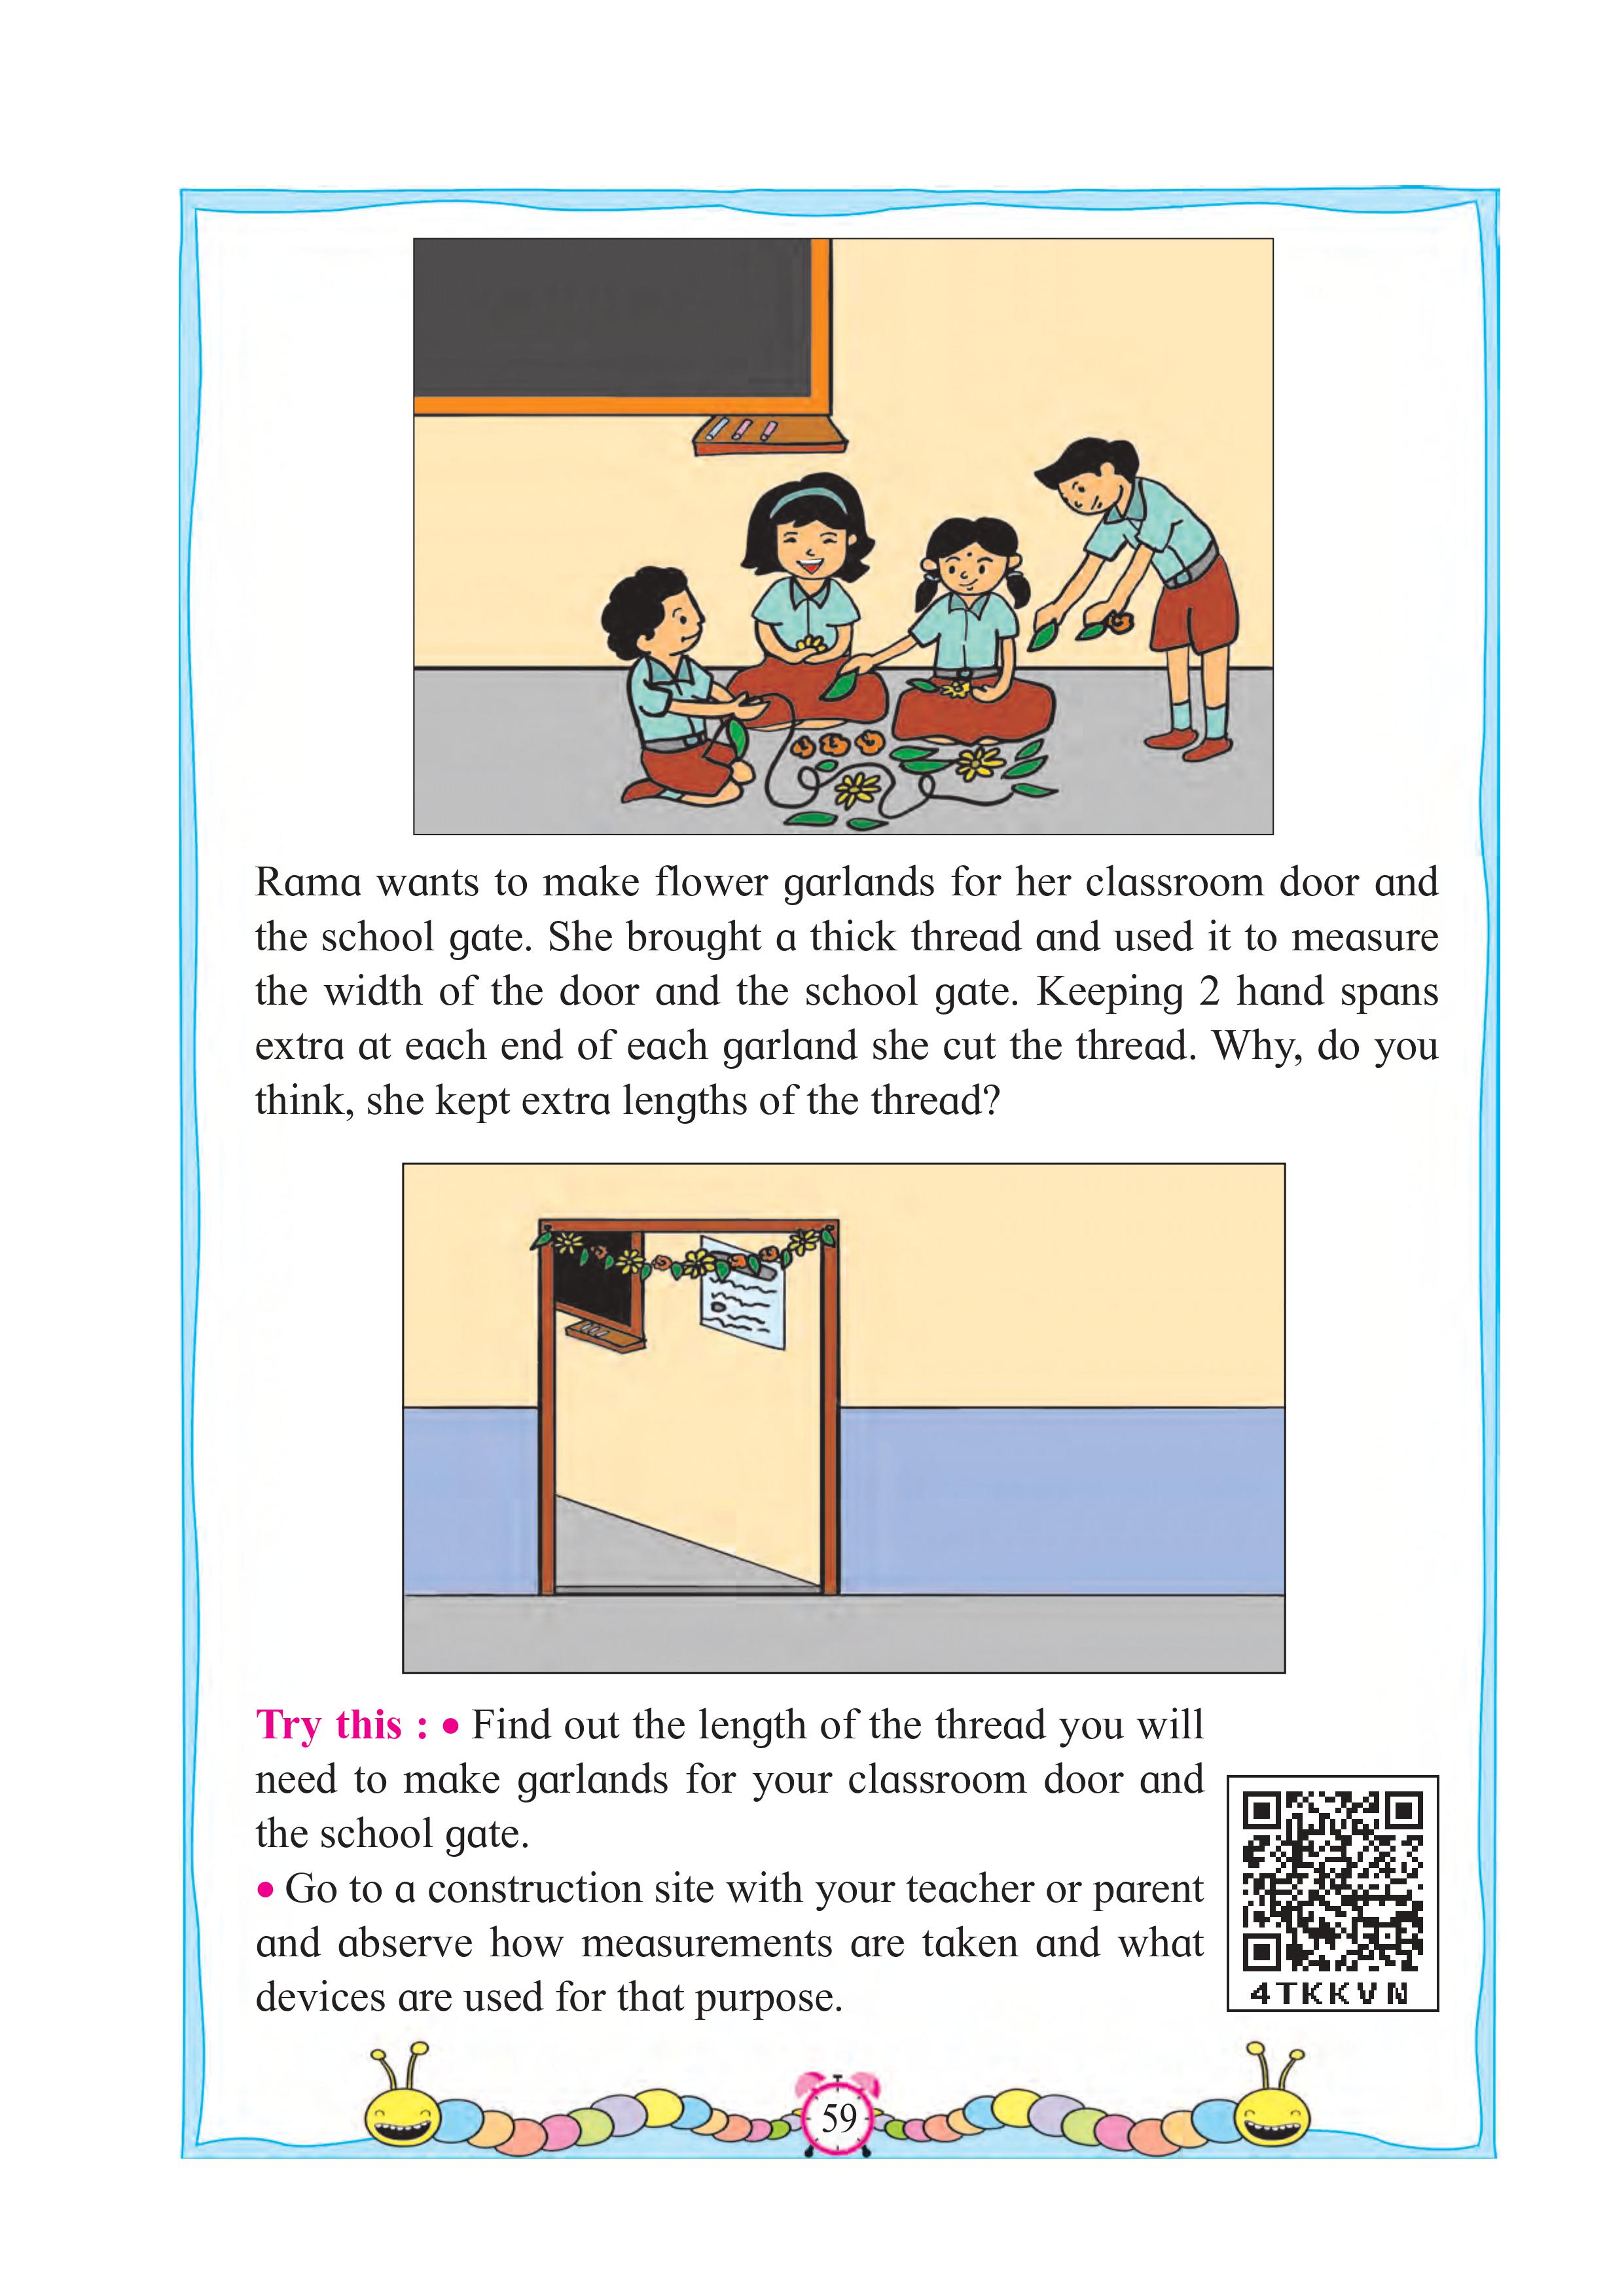 Rama wants to make flower garlands for her classroom door and
the school gate. She brought a thick thread and used it to measure
the width of the door and the school gate. Keeping 2 hand spans
extra at each end of each garland she cut the thread. Why, do you
think, she kept extra lengths of the thread?
Try this : • Find out the length of the thread you will
need to make garlands for your classroom door and
the school gate.
• Go to a construction site with your teacher or parent
and abserve how measurements are taken and what
devices are used for that purpose.
4TKKVN
59